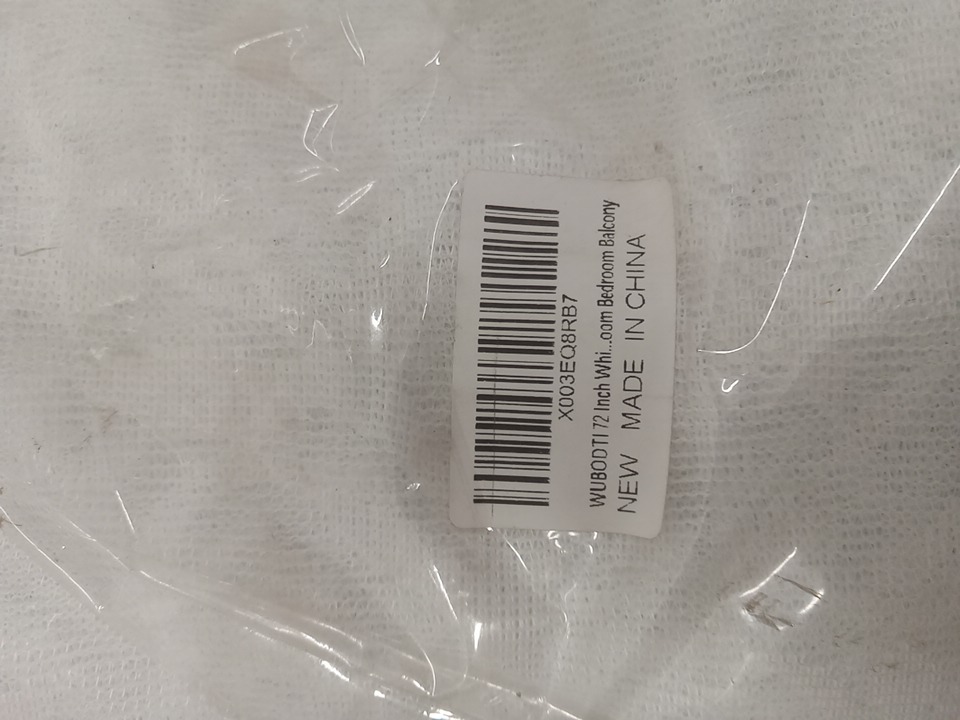 X003EQ8RB7
WUBODTI 72 Inch Whi...oom Bedroom Balcony
NEW MADE IN CHINA